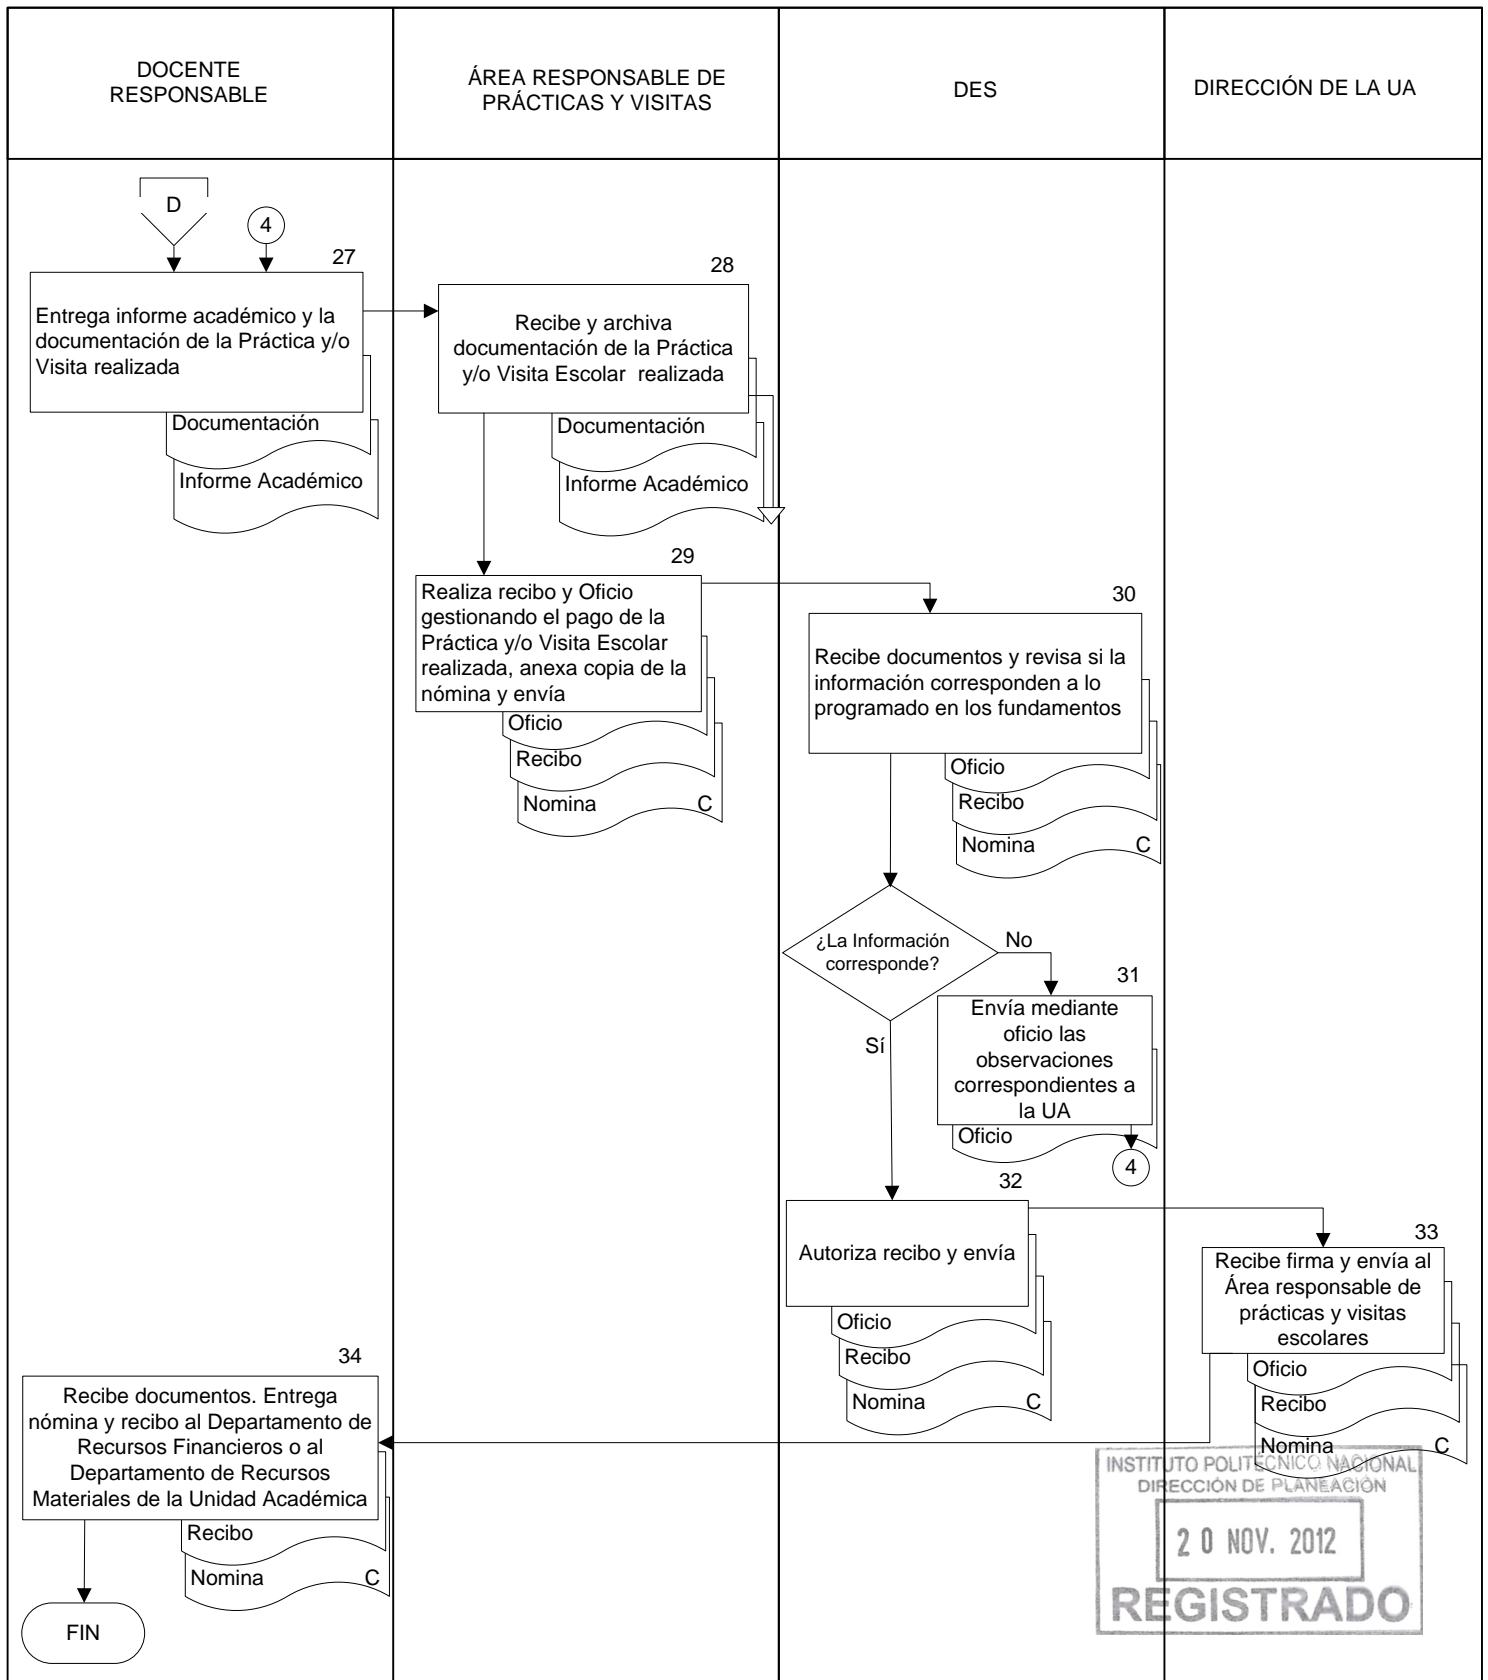 DOCENTE
RESPONSABLE
ÁREA RESPONSABLE DE
PRÁCTICAS Y VISITAS
DES
DIRECCIÓN DE LA UA
D
4
27
Entrega informe académico y la
documentación de la Práctica y/o
Visita realizada
Documentación
Informe Académico
28
Recibe y archiva
documentación de la Práctica
y/o Visita Escolar realizada
Documentación
Informe Académico
29
Realiza recibo y Oficio
gestionando el pago de la
Práctica y/o Visita Escolar
realizada, anexa copia de la
nómina y envía
Oficio
Recibo
Nomina C
30
Recibe documentos y revisa si la
información corresponden a lo
programado en los fundamentos
Oficio
Recibo
Nomina C
¿La Información
corresponde?
No
Sí
31
Envía mediante
oficio las
observaciones
correspondientes a
la UA
Oficio
4
32
Autoriza recibo y envía
Oficio
Recibo
Nomina C
33
Recibe firma y envía al
Área responsable de
prácticas y visitas
escolares
Oficio
Recibo
Nomina C
34
Recibe documentos. Entrega
nómina y recibo al Departamento de
Recursos Financieros o al
Departamento de Recursos
Materiales de la Unidad Académica
Recibo
Nomina C
FIN
INSTITUTO POLITÉCNICO NACIONAL
DIRECCIÓN DE PLANEACIÓN
20 NOV. 2012
REGISTRADO